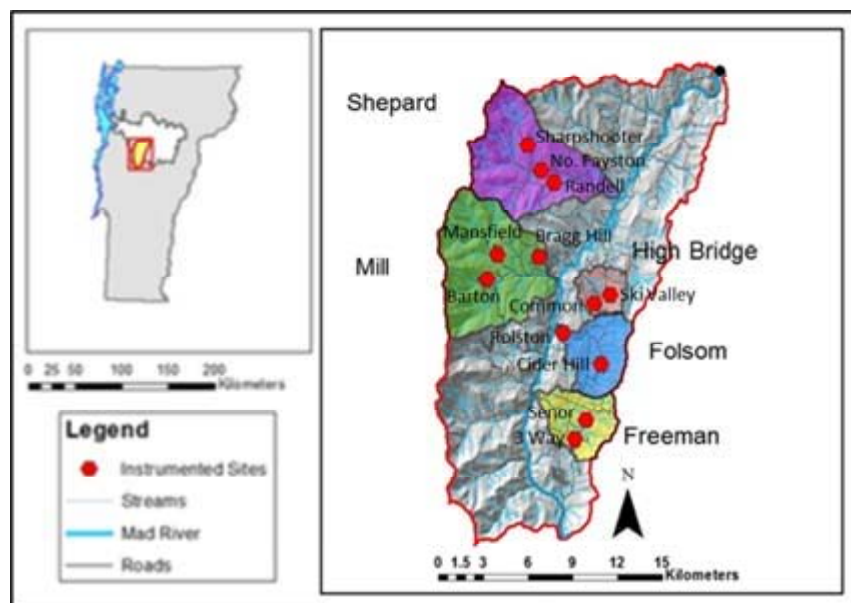 Shepard
Sharpshooter
No. Fayston
Randell
Mansfield
Bragg Hill
High Bridge
Mill
Barton
Common
Ski Valley
Rolston
Cider Hill
Folsom
Senor
3 Way
Freeman
N
0 1.5 3 6 9 12 15
Kilometers
0 25 50 100 150 200
Kilometers
Legend
Instrumented Sites
Streams
Mad River
Roads